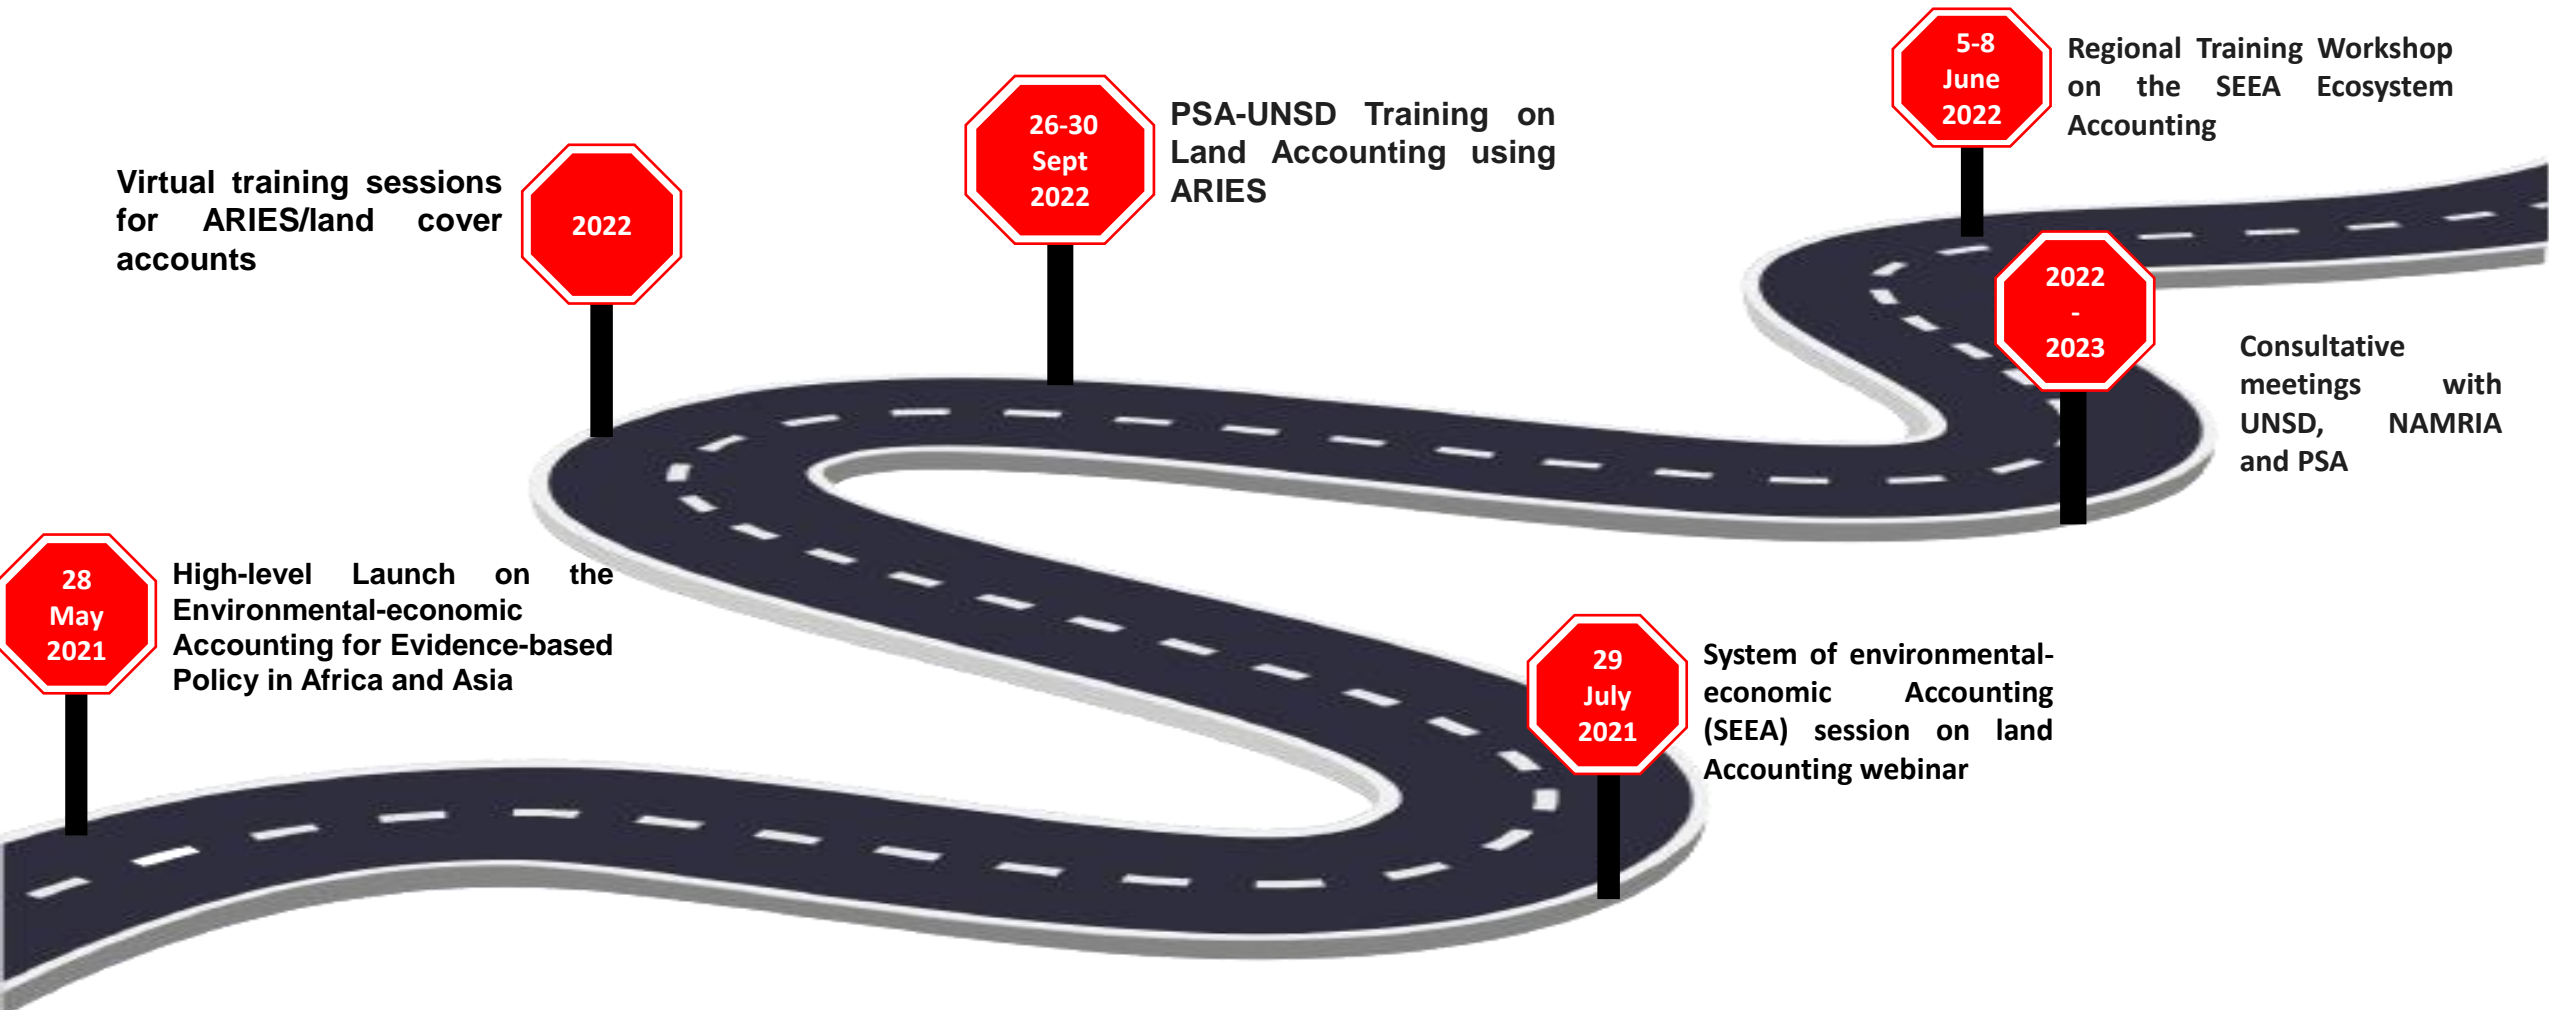 5-8
June
2022
Regional Training Workshop
on the SEEA Ecosystem
Accounting
26-30
Sept
2022
PSA-UNSD Training on
Land Accounting using
ARIES
Virtual training sessions
for ARIES/land cover
accounts
2022
2022
-
2023
Consultative
meetings with
UNSD, NAMRIA
and PSA
28
May
2021
High-level Launch on the
Environmental-economic
Accounting for Evidence-based
Policy in Africa and Asia
29
July
2021
System of environmental-
economic Accounting
(SEEA) session on land
Accounting webinar